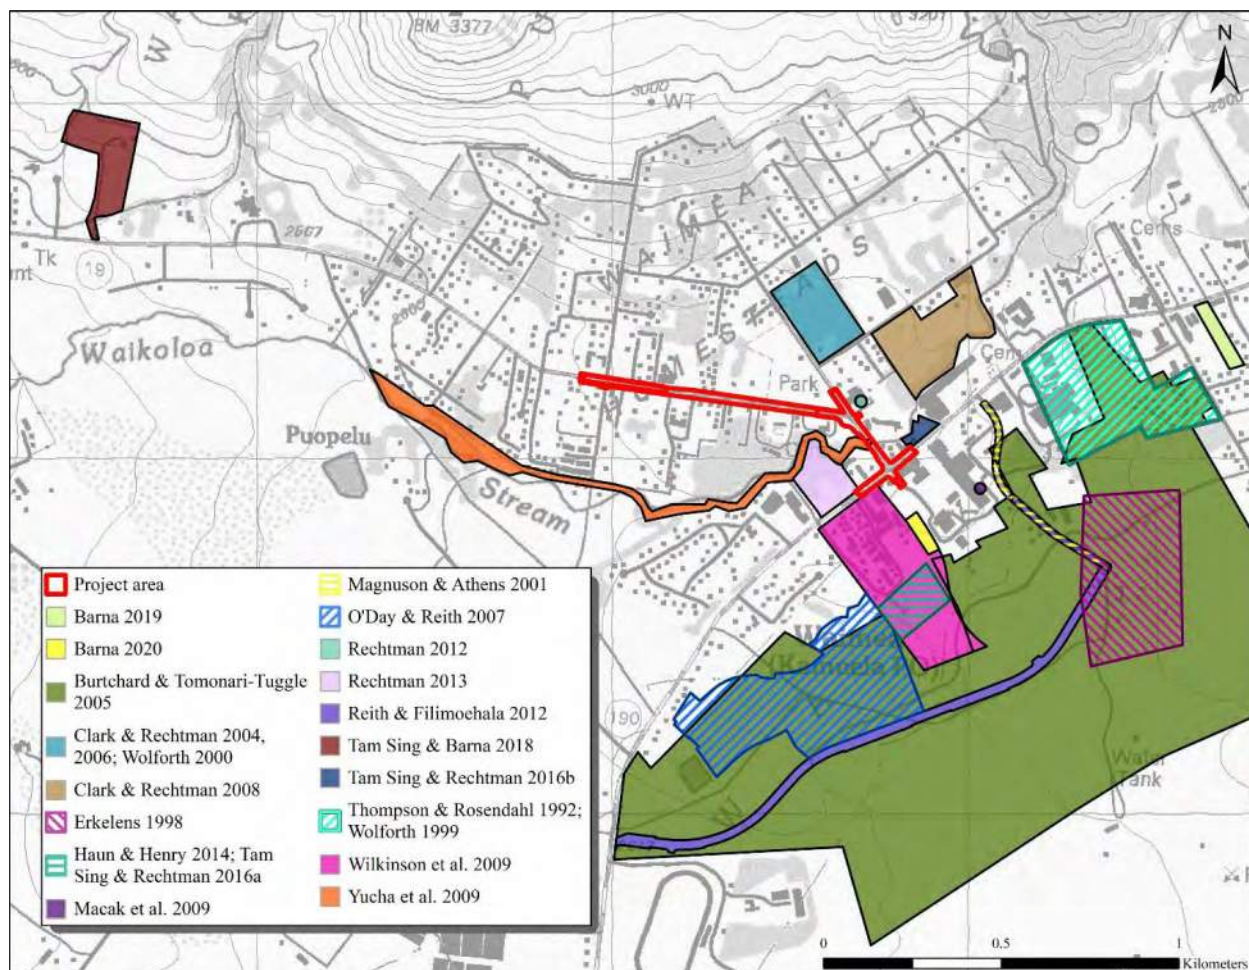 BM 3377
3201
N
3000
WT
2800
W A I M E A
H O M E S T E A D S
2667
Cems
Tk
19
Waikoloa
Park
Cem
Puopelu
Stream
190
Water
Tank
Project area
Barna 2019
Barna 2020
Burtchard & Tomonari-Tuggle
2005
Clark & Rechtman 2004,
2006; Wolforth 2000
Clark & Rechtman 2008
Erkelens 1998
Haun & Henry 2014; Tam
Sing & Rechtman 2016a
Macak et al. 2009
Magnuson & Athens 2001
O'Day & Reith 2007
Rechtman 2012
Rechtman 2013
Reith & Filimoehala 2012
Tam Sing & Barna 2018
Tam Sing & Rechtman 2016b
Thompson & Rosendahl 1992;
Wolforth 1999
Wilkinson et al. 2009
Yucha et al. 2009
0 0.5 1
Kilometers